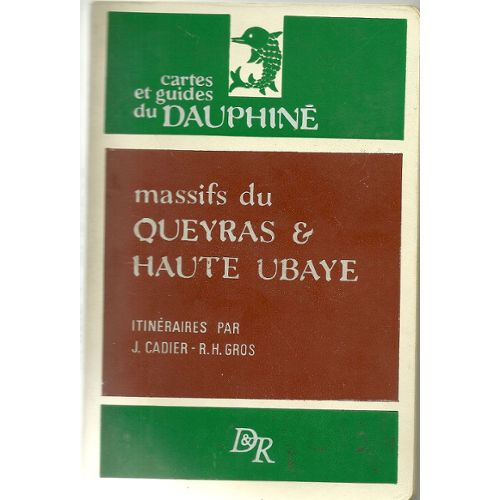 cartes
et guides
du DAUPHINÉ
massifs du
QUEYRAS &
HAUTE UBAYE
ITINÉRAIRES PAR
J. CADIER - R.H. GROS
D&R